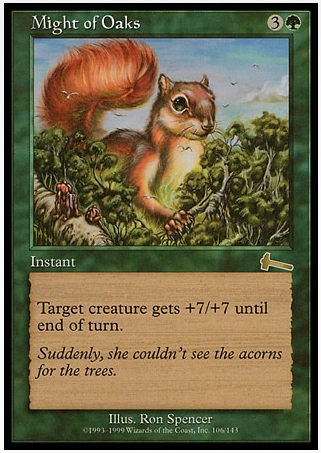 Might of Oaks 3
Instant
Target creature gets +7/+7 until
end of turn.
Suddenly, she couldn't see the acorns
for the trees.
Illus. Ron Spencer
©1993-1999 Wizards of the Coast, Inc. 106/143